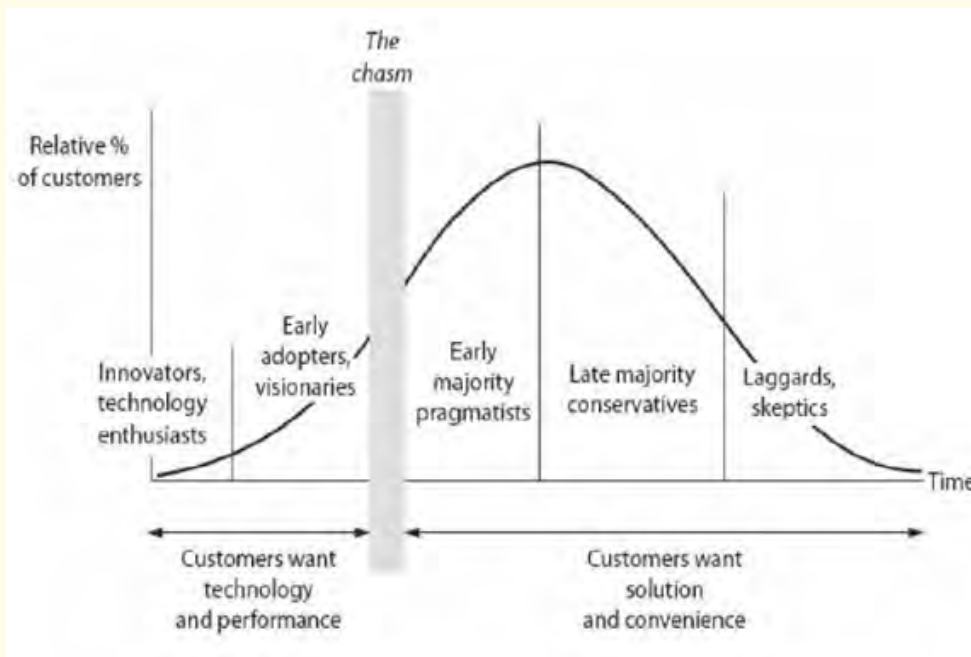 The
chasm
Relative %
of customers
Innovators,
technology
enthusiasts
Early
adopters,
visionaries
Early
majority
pragmatists
Late majority
conservatives
Laggards,
skeptics
Time
Customers want
technology
and performance
Customers want
solution
and convenience